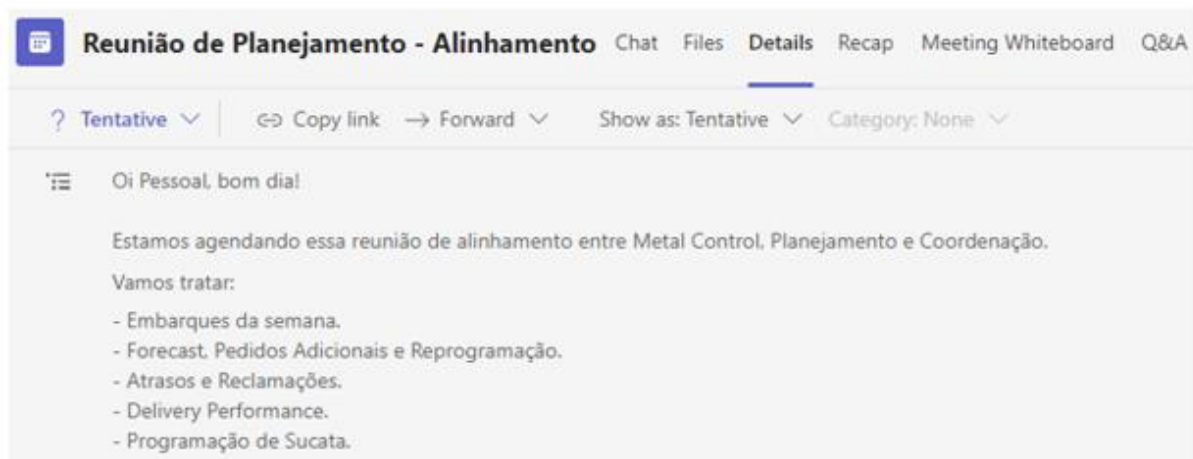 Reunião de Planejamento - Alinhamento Chat Files Details Recap Meeting Whiteboard Q&A
? Tentative Copy link → Forward Show as: Tentative Category: None
Oi Pessoal, bom dia!
Estamos agendando essa reunião de alinhamento entre Metal Control, Planejamento e Coordenação.
Vamos tratar:
- Embarques da semana.
- Forecast, Pedidos Adicionais e Reprogramação.
- Atrasos e Reclamações.
- Delivery Performance.
- Programação de Sucata.